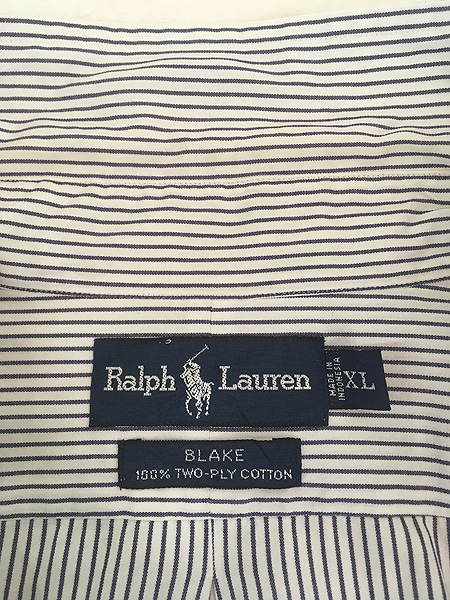 Ralph Lauren
MADE IN
INDONESIA
XL
BLAKE
100% TWO-PLY COTTON